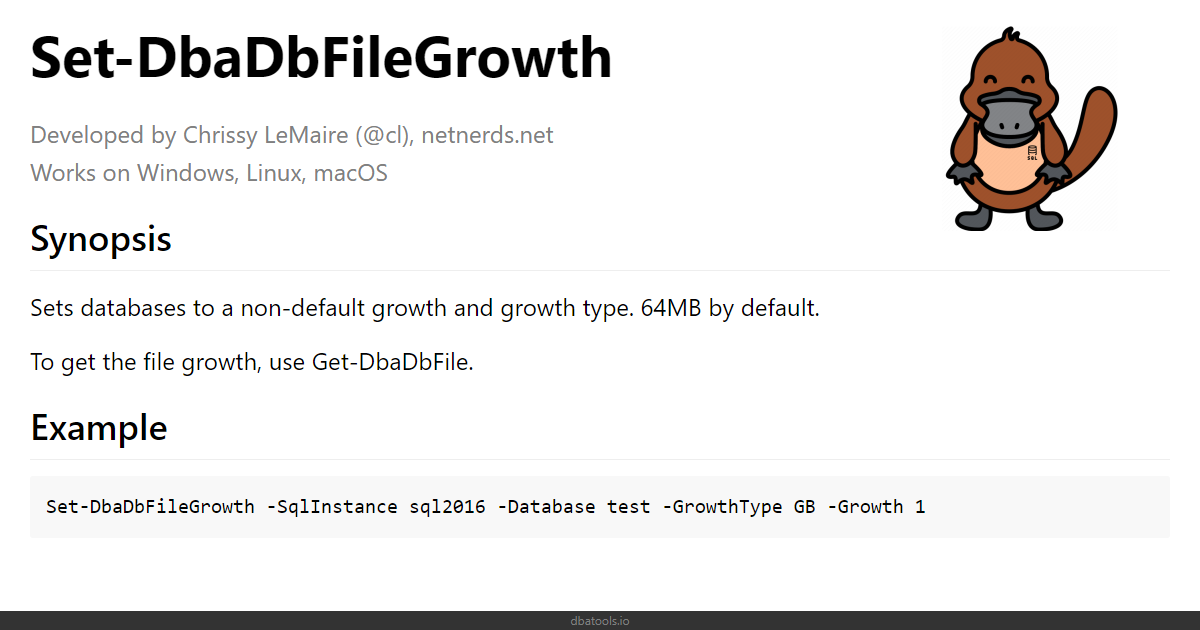 Set-DbaDbFileGrowth
Developed by Chrissy LeMaire (@cl), netnerds.net
Works on Windows, Linux, macOS
SQL
Synopsis
Sets databases to a non-default growth and growth type. 64MB by default.
To get the file growth, use Get-DbaDbFile.
Example
Set-DbaDbFileGrowth -SqlInstance sql2016 -Database test -GrowthType GB -Growth 1
dbatools.io